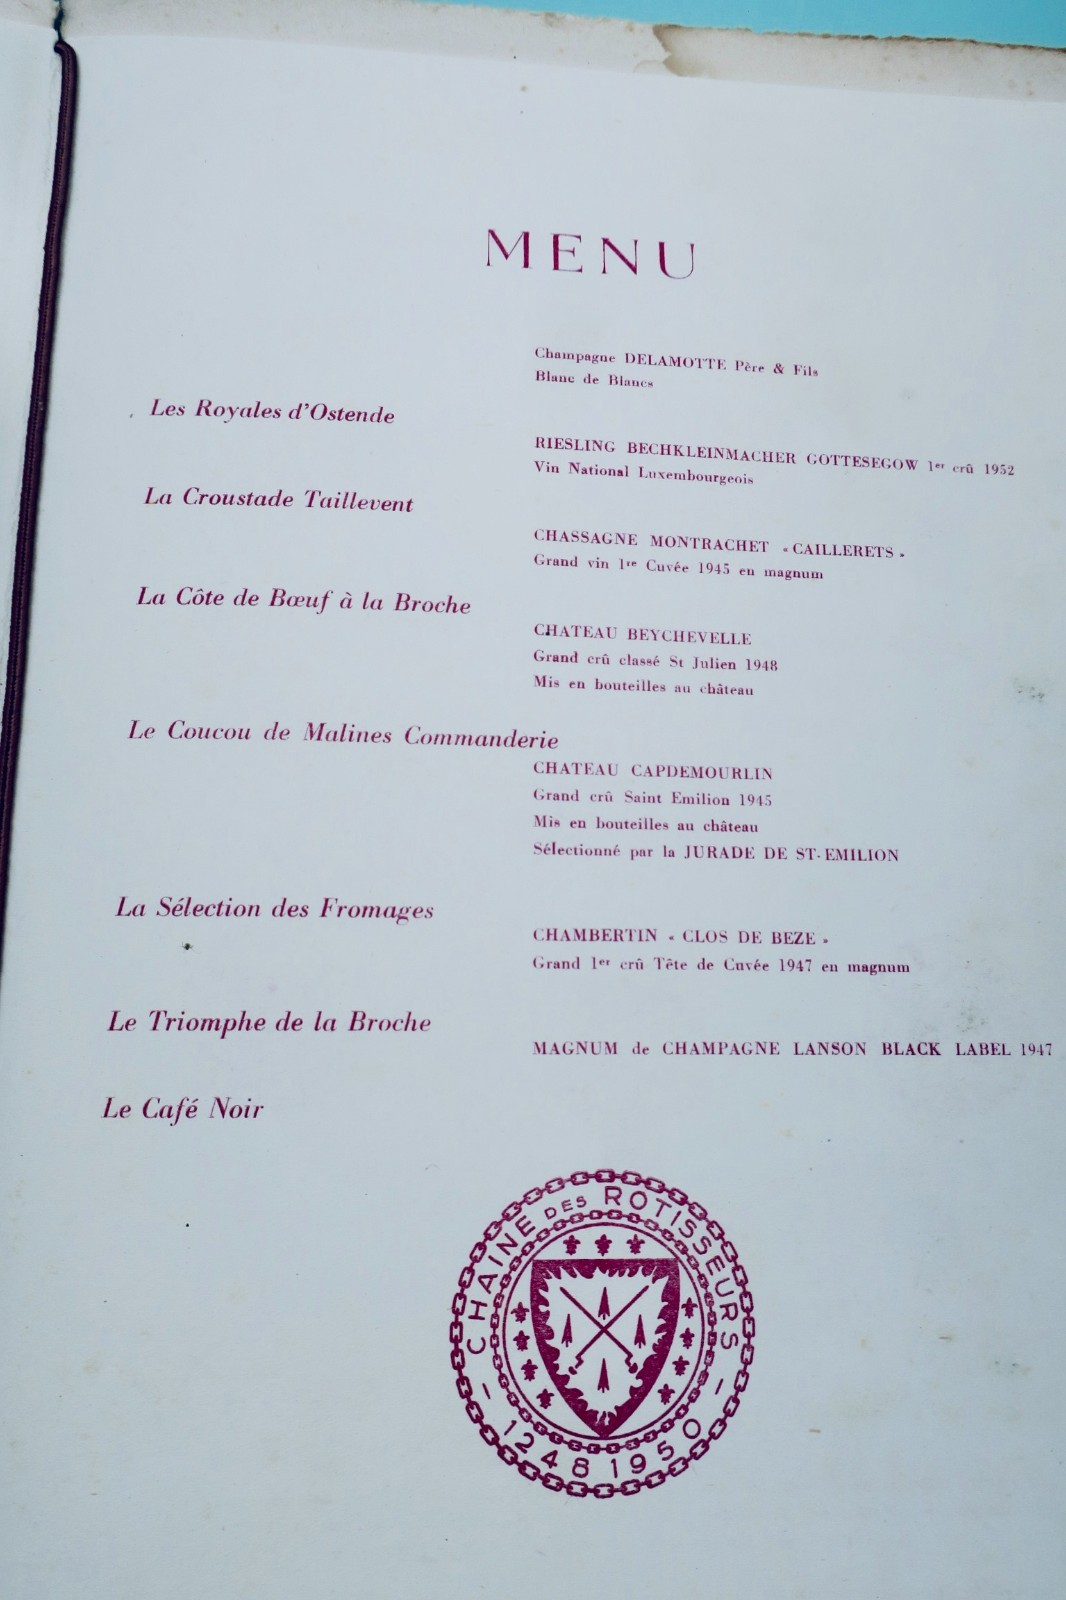 MENU
Champagne DELAMOTTE Père & Fils
Blanc de Blancs
Les Royales d'Ostende
RIESLING BECHKLEINMACHER GOTTESEGOW 1er crû 1952
Vin National Luxembourgeois
La Croustade Taillevent
CHASSAGNE MONTRACHET « CAILLERETS »
Grand vin 1re Cuvée 1945 en magnum
La Côte de Bœuf à la Broche
CHATEAU BEYCHEVELLE
Grand crû classé St Julien 1948
Mis en bouteilles au château
Le Coucou de Malines Commanderie
CHATEAU CAPDEMOURLIN
Grand crû Saint Emilion 1945
Mis en bouteilles au château
Sélectionné par la JURADE DE ST-EMILION
La Sélection des Fromages
CHAMBERTIN « CLOS DE BEZE »
Grand 1er crû Tête de Cuvée 1947 en magnum
Le Triomphe de la Broche
MAGNUM de CHAMPAGNE LANSON BLACK LABEL 1947
Le Café Noir
CHAINE DES ROTISSEURS
1248 1950